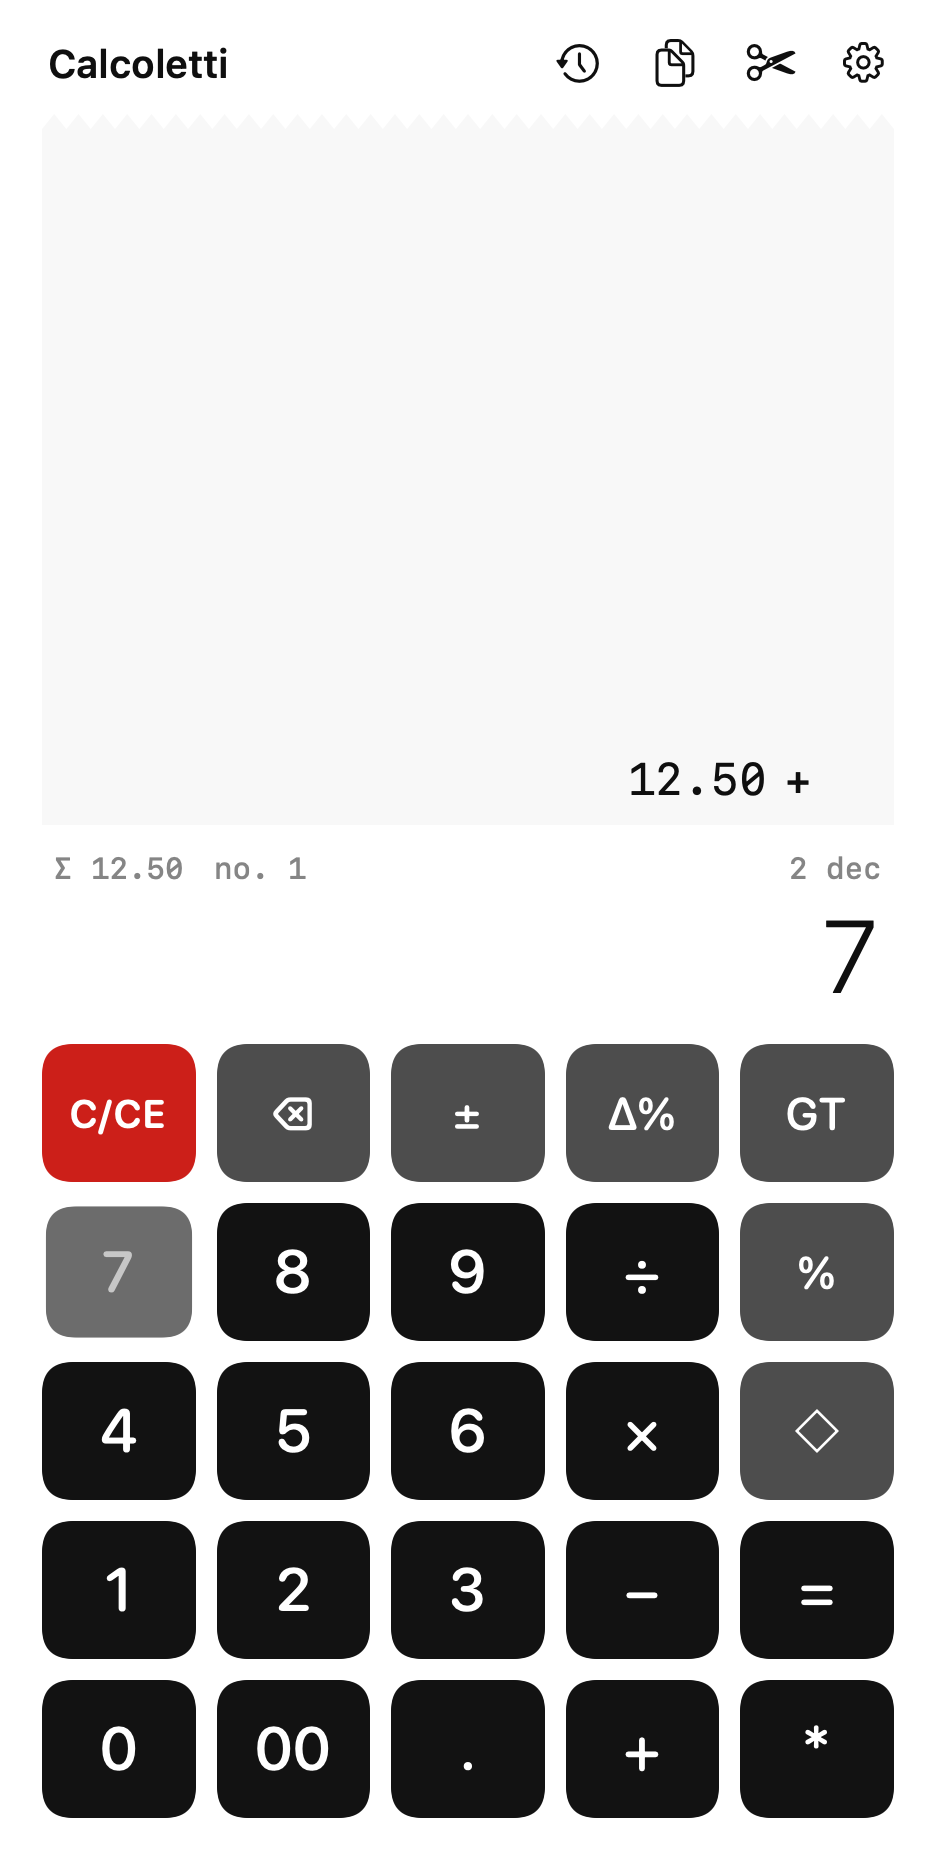 Calcoletti
12.50 +
Σ 12.50 no. 1 2 dec
7
C/CE ± Δ% GT
7 8 9 ÷ %
4 5 6 × ◇
1 2 3 − =
0 00 . + *